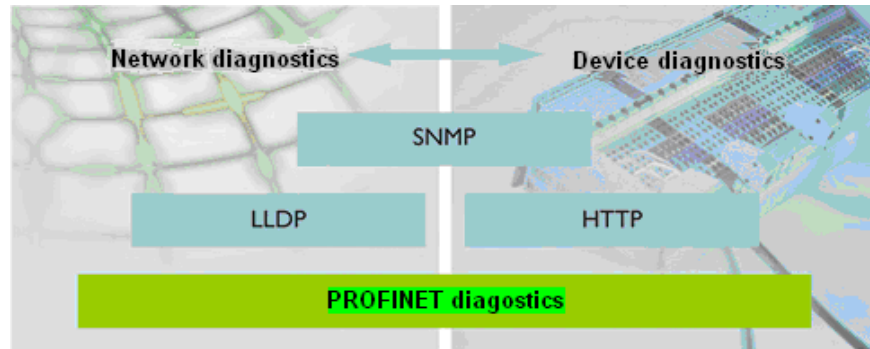 Network diagnostics
Device diagnostics
SNMP
LLDP
HTTP
PROFINET diagostics